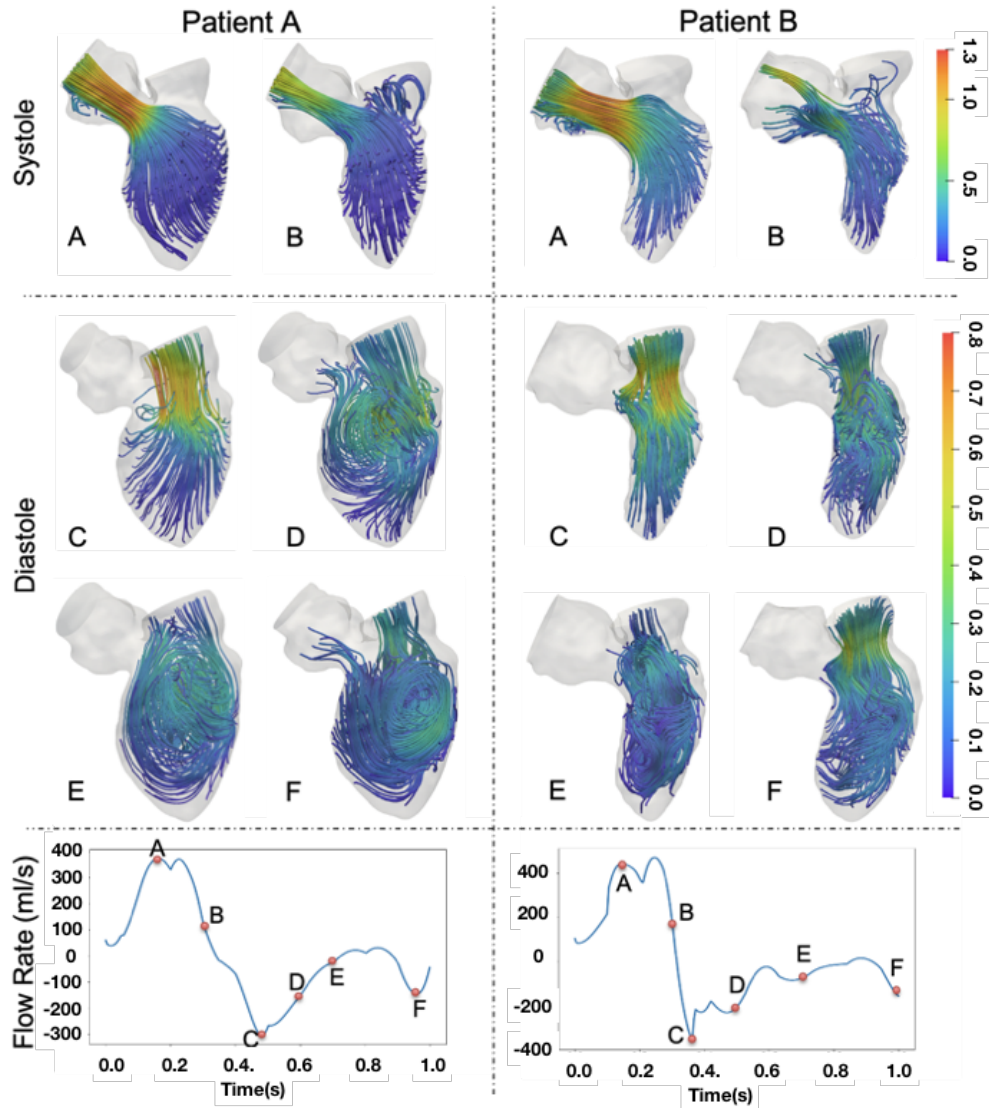 Patient A
Patient B
Systole
A
B
A
B
1.3
1.0
0.5
0.0
Diastole
C
D
C
D
E
F
E
F
0.8
0.7
0.6
0.5
0.4
0.3
0.2
0.1
0.0
Flow Rate (ml/s)
400
300
200
100
0
-100
-200
-300
A
B
C
D
E
F
0.0
0.2
0.4
0.6
0.8
1.0
Time(s)
400
200
0
-200
-400
A
B
C
D
E
F
0.0
0.2
0.4.
0.6
0.8
1.0
Time(s)